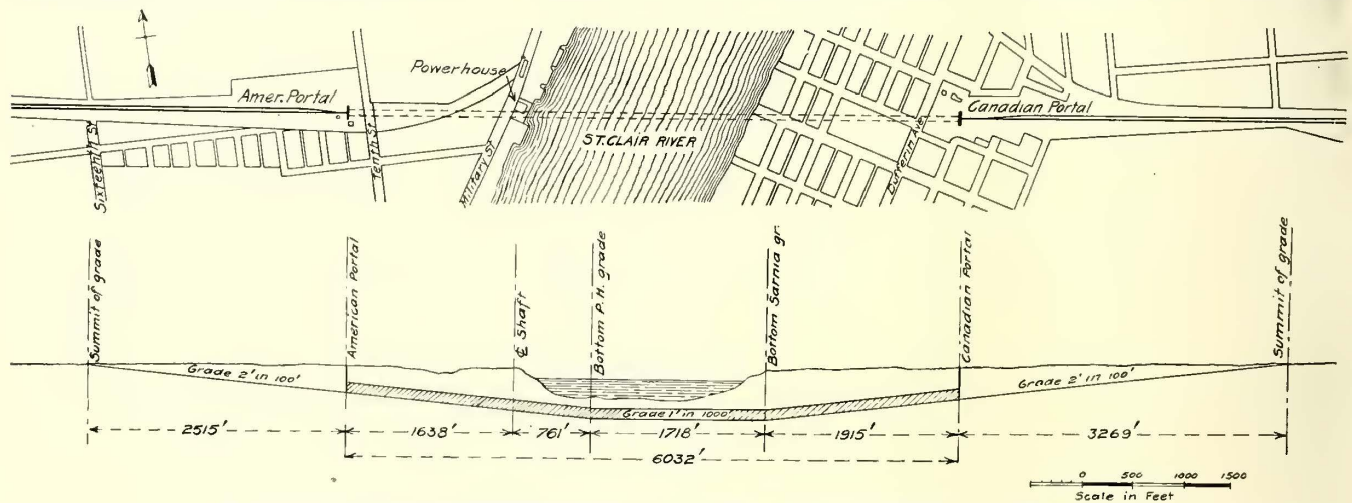 A
Powerhouse
Amer. Portal
Canadian Portal
ST. CLAIR RIVER
Sixteenth St
Tenth St.
Military St
Dufferin Ave.
Summit of grade
American Portal
℄ Shaft
Bottom P.H. grade
Bottom Sarnia gr.
Canadian Portal
Summit of grade
Grade 2' in 100'
Grade 1' in 1000'
Grade 2' in 100'
2515'
1638'
761'
1718'
1915'
3269'
6032'
0 500 1000 1500
Scale in Feet